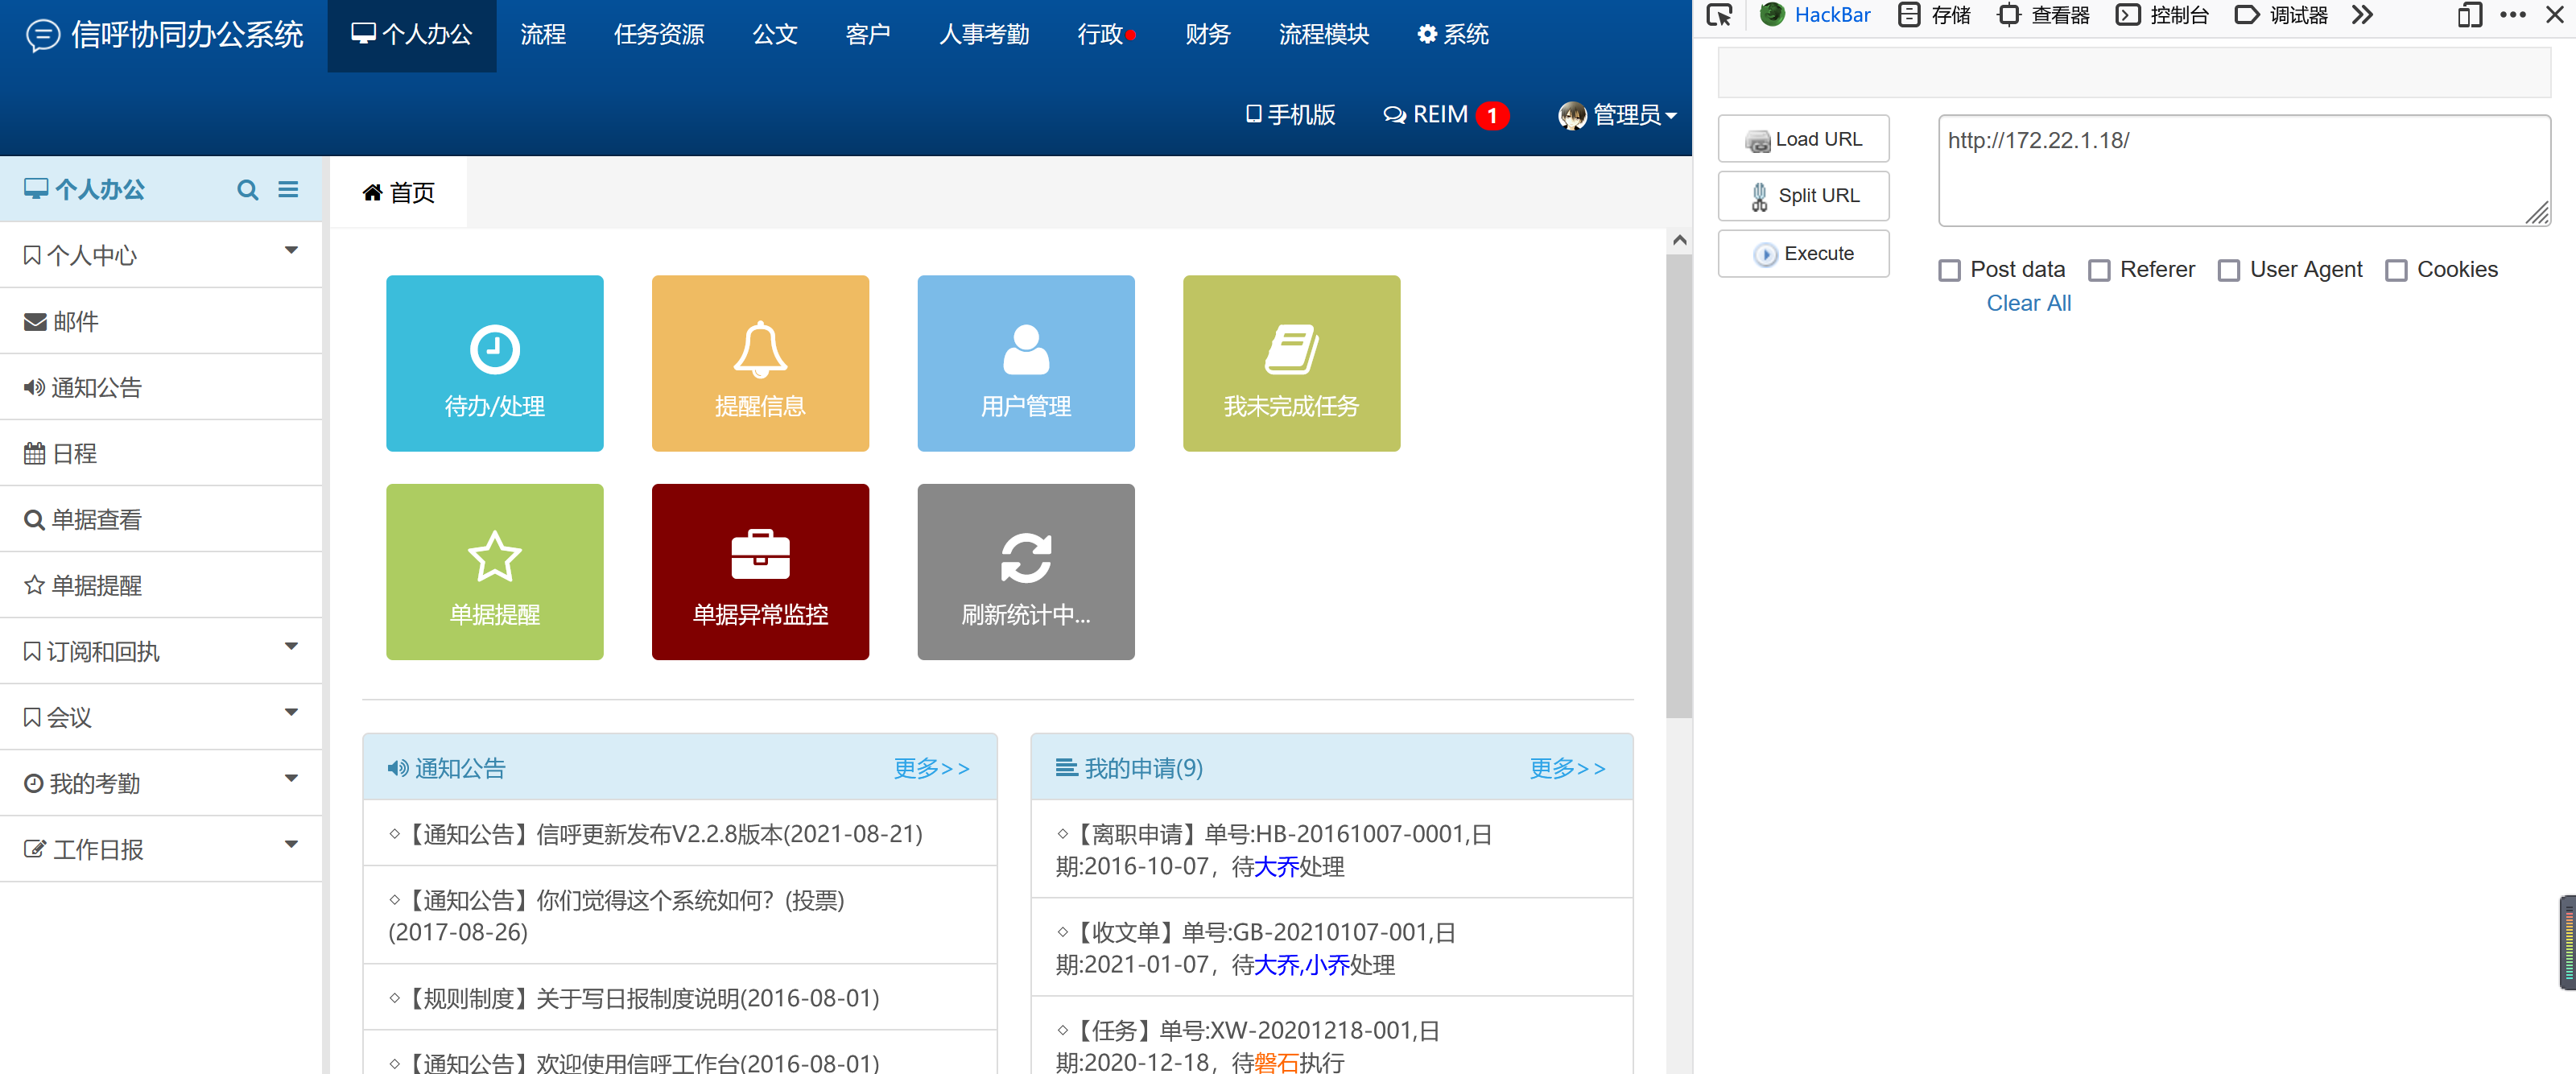 信呼协同办公系统
个人办公
流程
任务资源
公文
客户
人事考勤
行政
财务
流程模块
系统
手机版
REIM 1
管理员
个人办公
个人中心
邮件
通知公告
日程
单据查看
单据提醒
订阅和回执
会议
我的考勤
工作日报
首页
待办/处理
提醒信息
用户管理
我未完成任务
单据提醒
单据异常监控
刷新统计中...
通知公告
更多>>
◇【通知公告】信呼更新发布V2.2.8版本(2021-08-21)
◇【通知公告】你们觉得这个系统如何？(投票)
(2017-08-26)
◇【规则制度】关于写日报制度说明(2016-08-01)
◇【通知公告】欢迎使用信呼工作台(2016-08-01)
我的申请(9)
更多>>
◇【离职申请】单号:HB-20161007-0001,日
期:2016-10-07，待大乔处理
◇【收文单】单号:GB-20210107-001,日
期:2021-01-07，待大乔,小乔处理
◇【任务】单号:XW-20201218-001,日
期:2020-12-18，待磐石执行
HackBar
存储
查看器
控制台
调试器
Load URL
Split URL
Execute
http://172.22.1.18/
Post data
Referer
User Agent
Cookies
Clear All